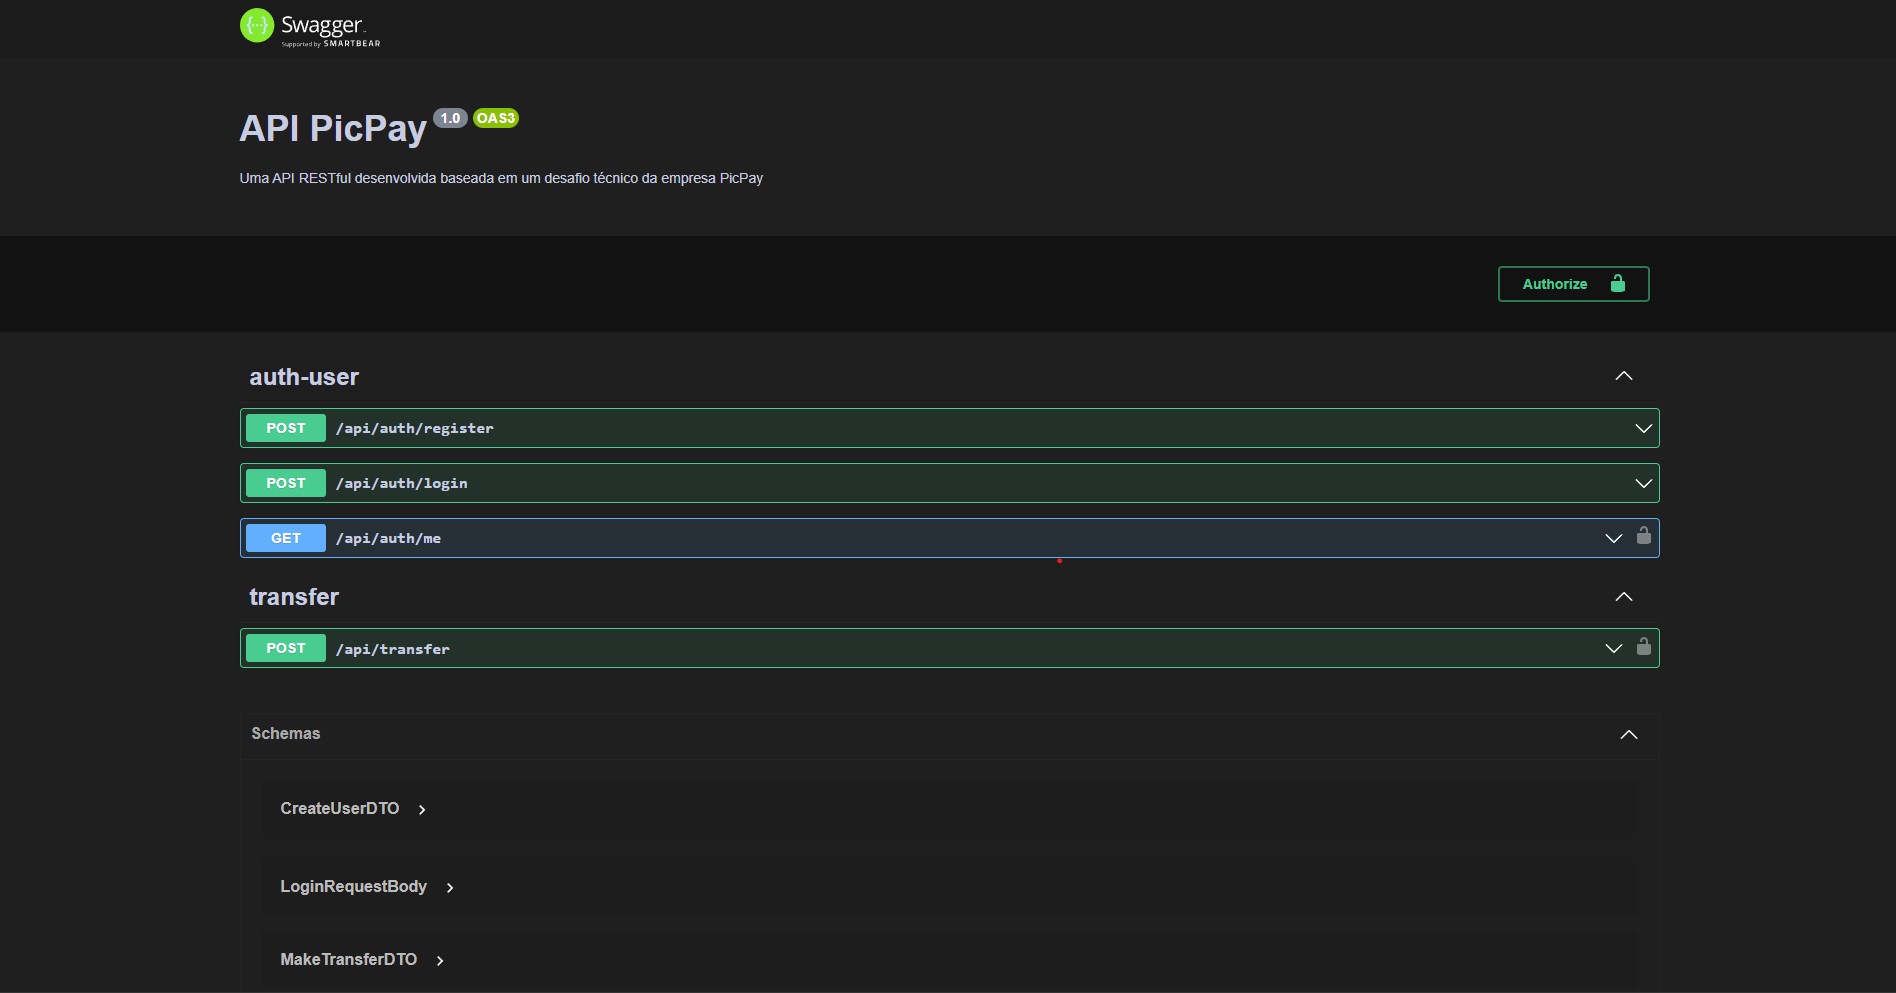 Swagger
Supported by SMARTBEAR
API PicPay 1.0 OAS3
Uma API RESTful desenvolvida baseada em um desafio técnico da empresa PicPay
Authorize
auth-user
POST /api/auth/register
POST /api/auth/login
GET /api/auth/me
transfer
POST /api/transfer
Schemas
CreateUserDTO
LoginRequestBody
MakeTransferDTO